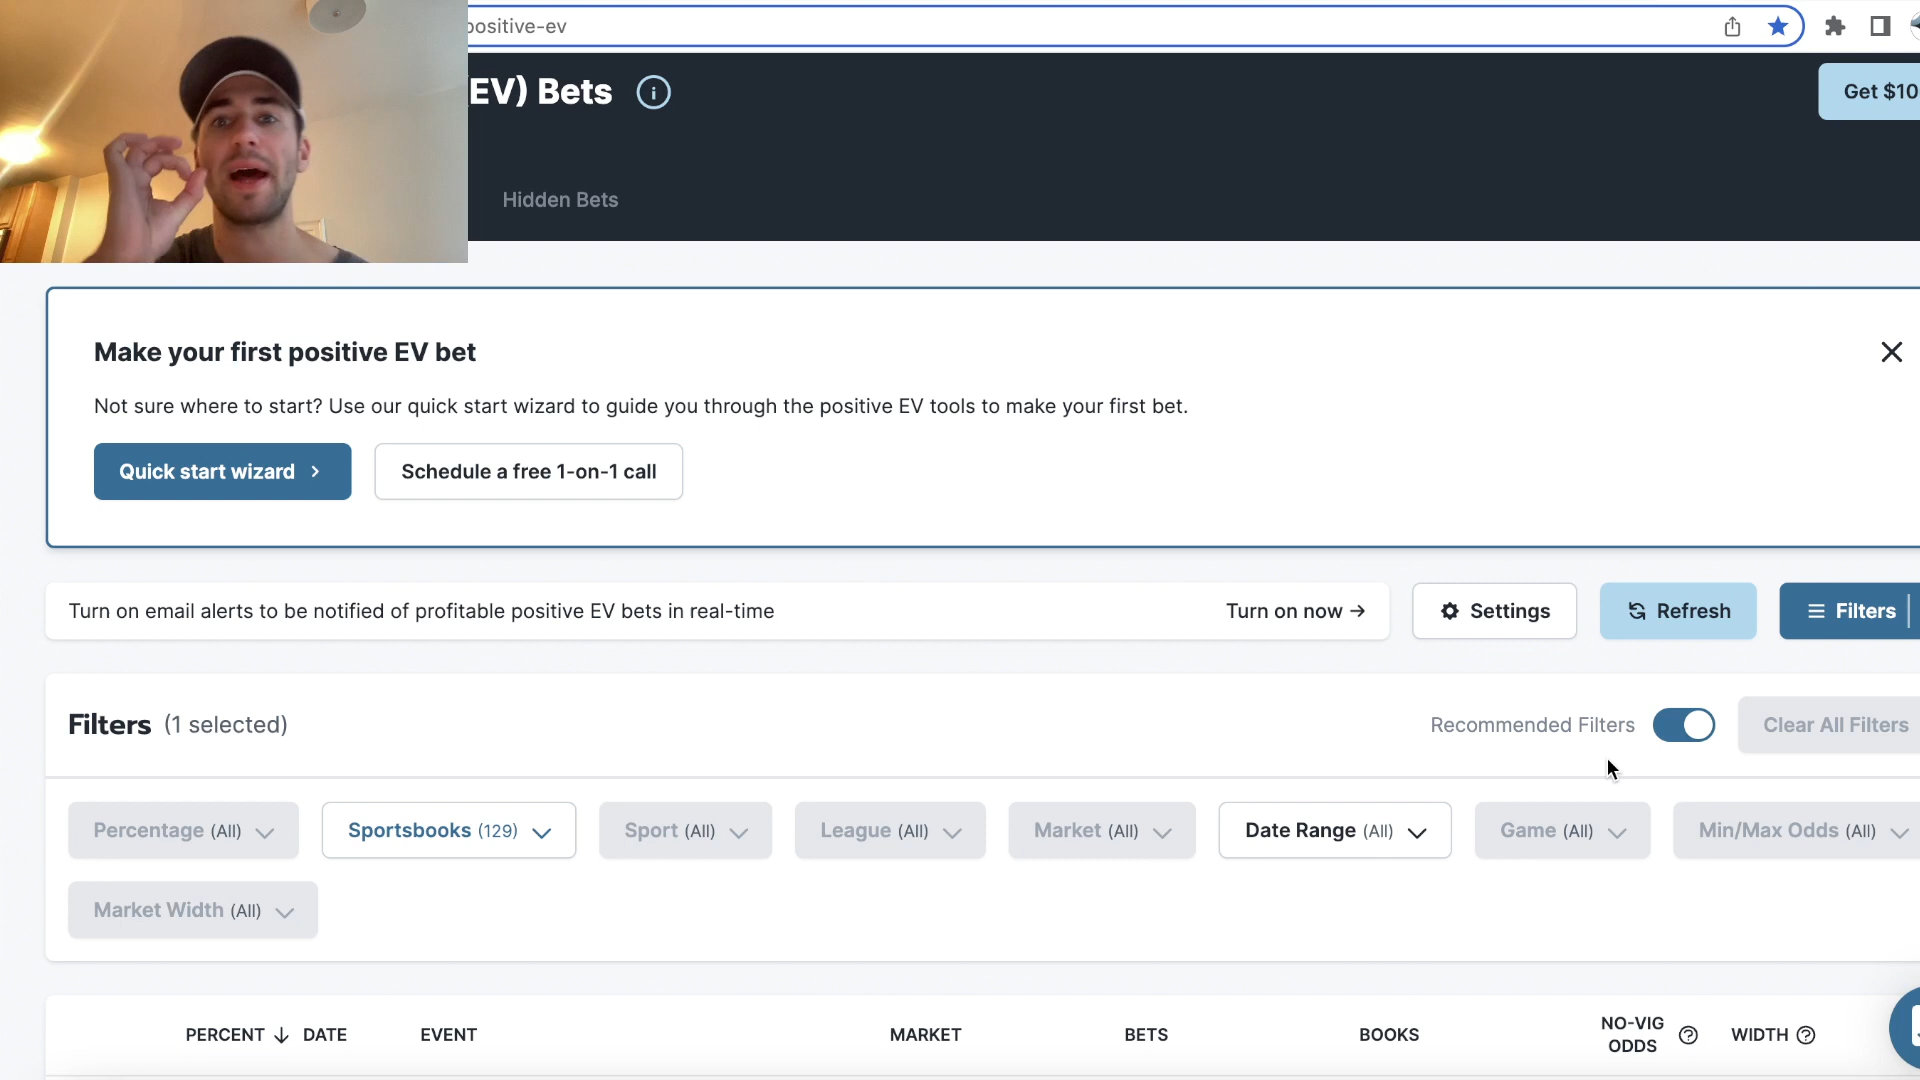 positive-ev
(EV) Bets
Get $10
Hidden Bets
Make your first positive EV bet
Not sure where to start? Use our quick start wizard to guide you through the positive EV tools to make your first bet.
Quick start wizard
Schedule a free 1-on-1 call
Turn on email alerts to be notified of profitable positive EV bets in real-time
Turn on now →
Settings
Refresh
Filters
Filters (1 selected)
Recommended Filters
Clear All Filters
Percentage (All)
Sportsbooks (129)
Sport (All)
League (All)
Market (All)
Date Range (All)
Game (All)
Min/Max Odds (All)
Market Width (All)
PERCENT ↓ DATE EVENT MARKET BETS BOOKS NO-VIG ODDS WIDTH